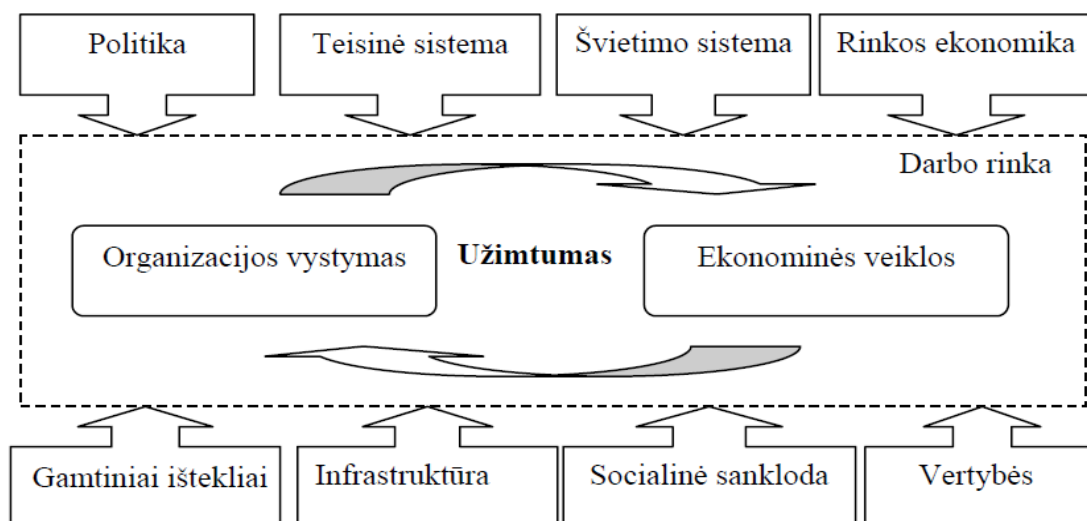 Politika
Teisinė sistema
Švietimo sistema
Rinkos ekonomika
Darbo rinka
Organizacijos vystymas
Užimtumas
Ekonominės veiklos
Gamtiniai ištekliai
Infrastruktūra
Socialinė sankloda
Vertybės